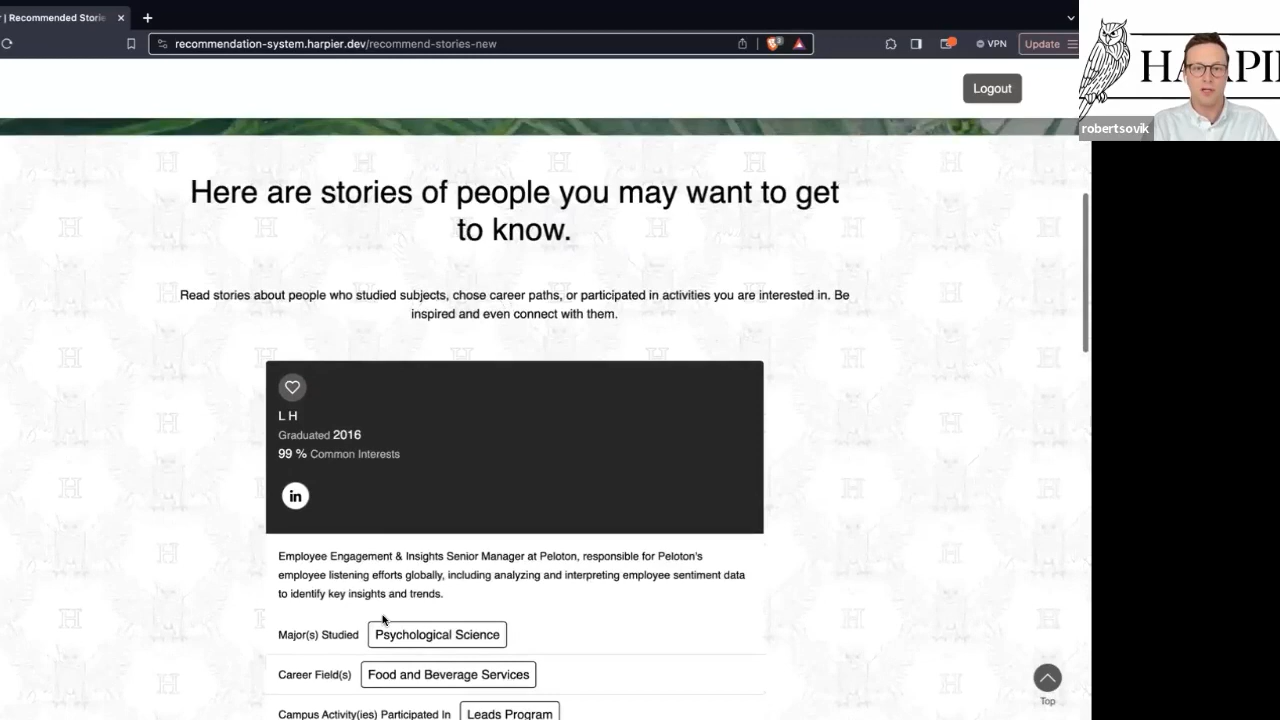 | Recommended Storie
recommendation-system.harpier.dev/recommend-stories-new
VPN
Update
Logout
HARPI
robertsovik
Here are stories of people you may want to get
to know.
Read stories about people who studied subjects, chose career paths, or participated in activities you are interested in. Be
inspired and even connect with them.
L H
Graduated 2016
99 % Common Interests
in
Employee Engagement & Insights Senior Manager at Peloton, responsible for Peloton's
employee listening efforts globally, including analyzing and interpreting employee sentiment data
to identify key insights and trends.
Major(s) Studied Psychological Science
Career Field(s) Food and Beverage Services
Campus Activity(ies) Participated In Leads Program
Top